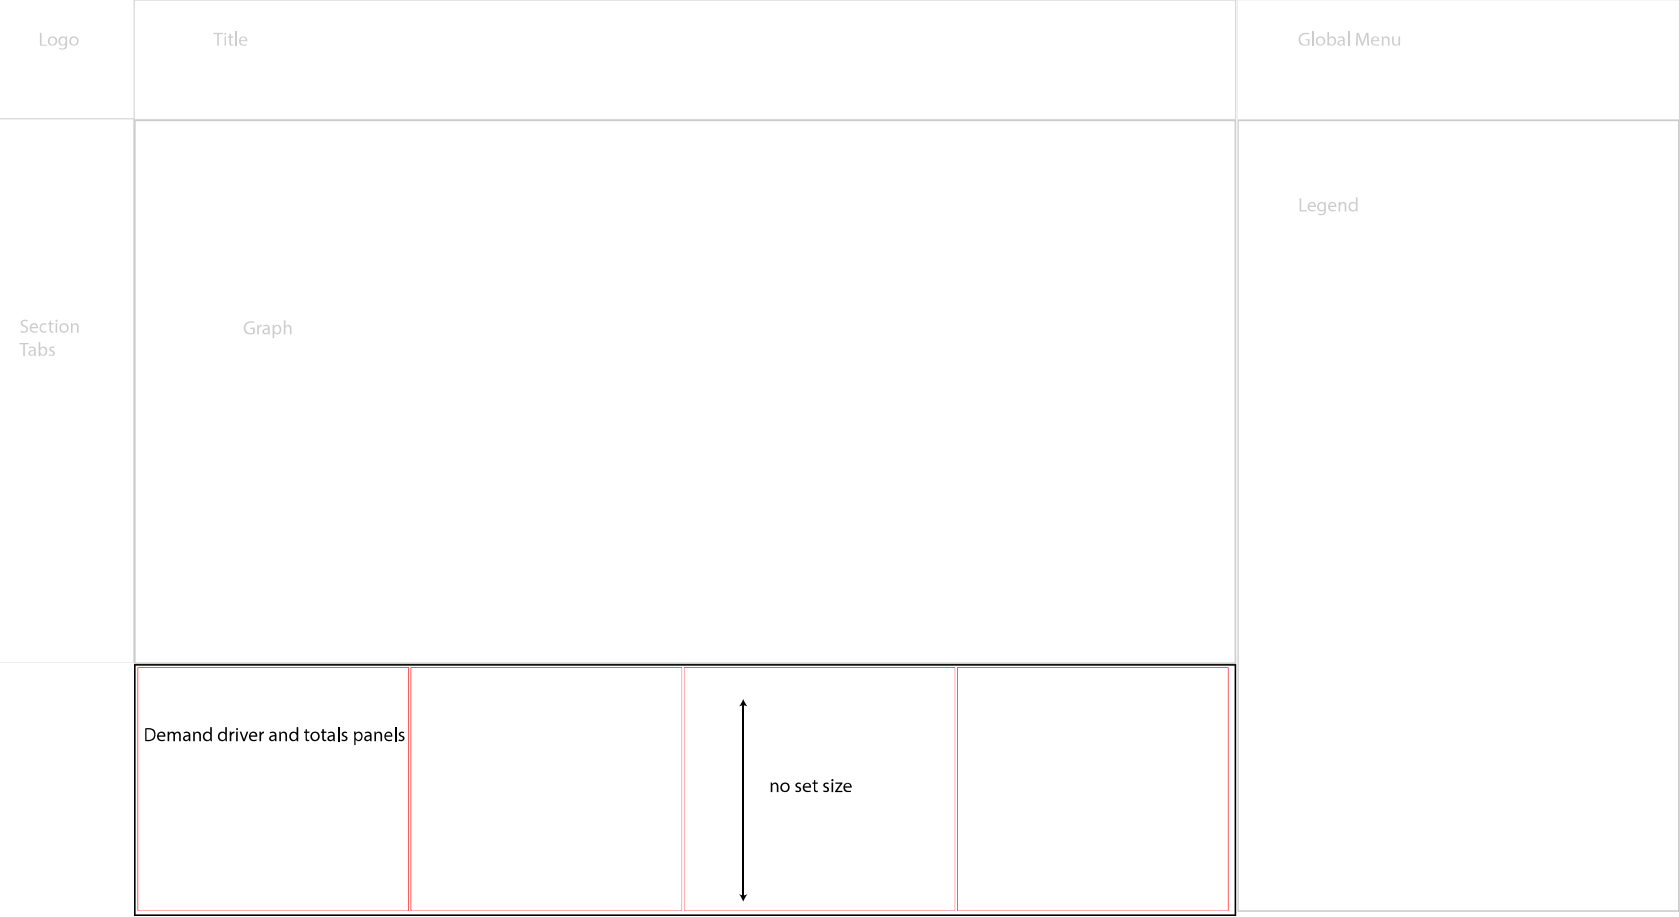 Logo
Title
Global Menu
Legend
Section
Tabs
Graph
Demand driver and totals panels
no set size